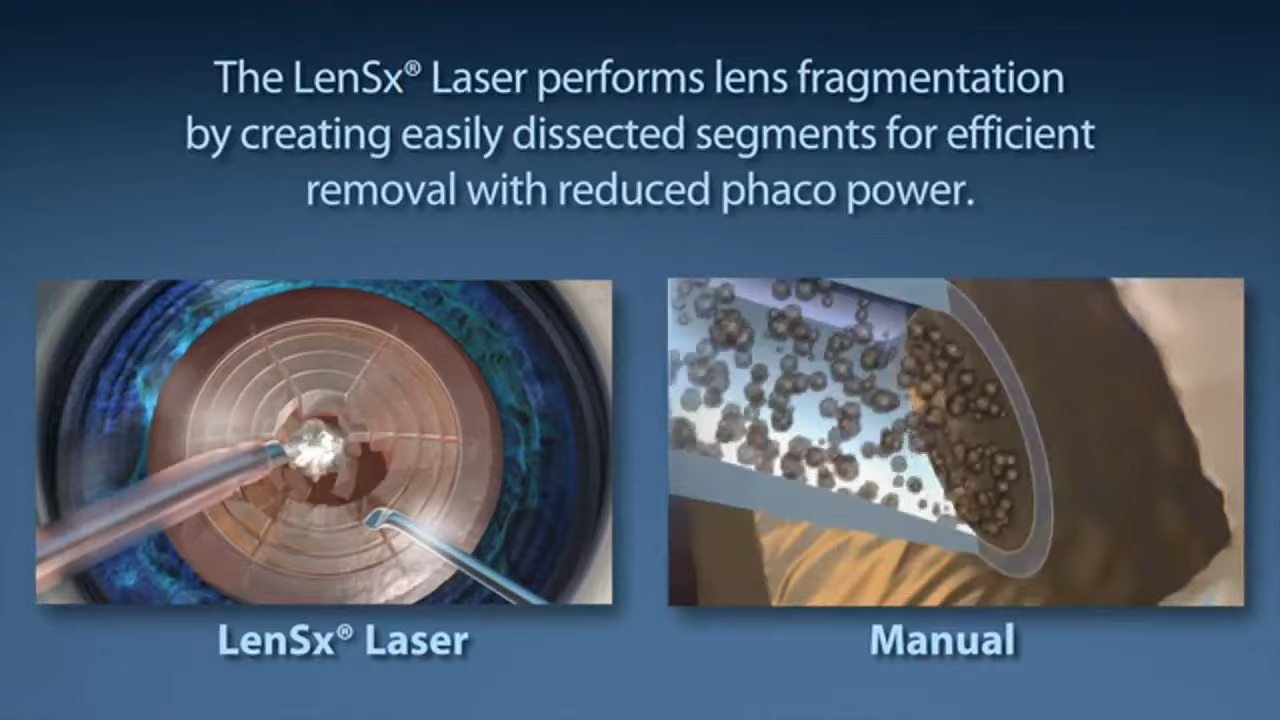 The LenSx® Laser performs lens fragmentation
by creating easily dissected segments for efficient
removal with reduced phaco power.
LenSx® Laser
Manual